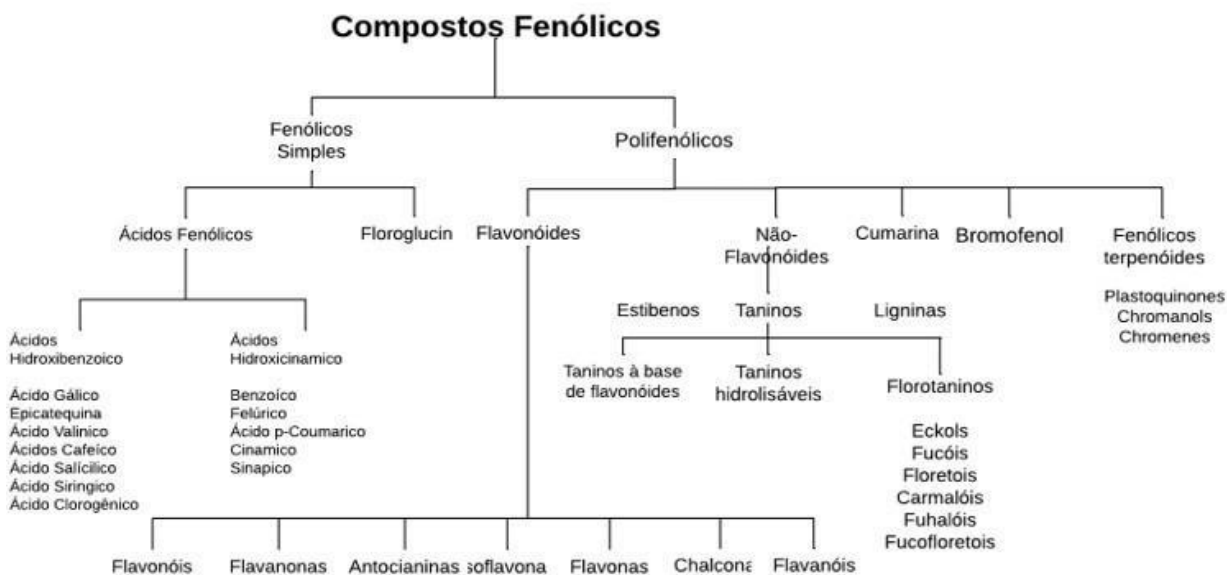 Compostos Fenólicos
Fenólicos
Simples
Polifenólicos
Ácidos Fenólicos
Floroglucin
Flavonóides
Não-
Flavonóides
Cumarina
Bromofenol
Fenólicos
terpenóides
Plastoquinones
Chromanols
Chromenes
Estibenos
Taninos
Ligninas
Ácidos
Hidroxibenzoico
Ácidos
Hidroxicinamico
Taninos à base
de flavonóides
Taninos
hidrolisáveis
Florotaninos
Ácido Gálico
Epicatequina
Ácido Valinico
Ácidos Cafeíco
Ácido Salícilico
Ácido Siringico
Ácido Clorogênico
Benzoíco
Felúrico
Ácido p-Coumarico
Cinamico
Sinapico
Eckols
Fucóis
Floretois
Carmalóis
Fuhalóis
Fucofloretois
Flavonóis
Flavanonas
Antocianinas
soflavona
Flavonas
Chalcona
Flavanóis